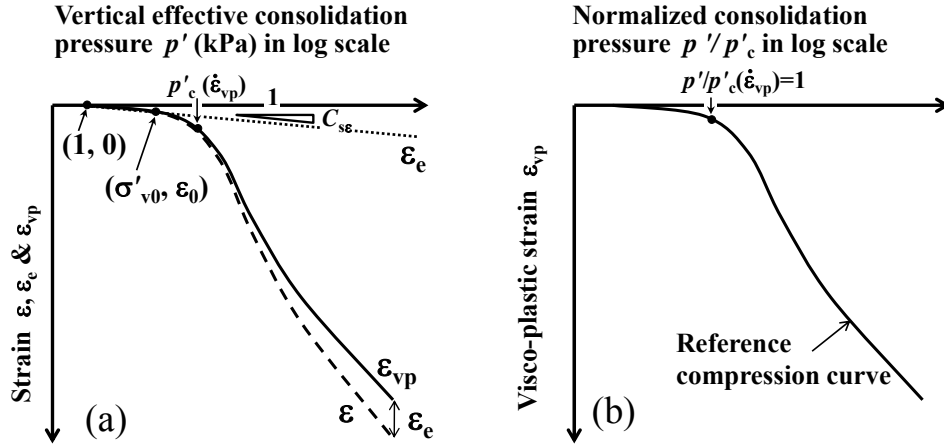 Vertical effective consolidation
pressure p' (kPa) in log scale
p'c (ε̇vp)
1
Csε
εe
(1, 0)
(σ'v0, ε0)
Strain ε, εe & εvp
εvp
ε
εe
(a)
Normalized consolidation
pressure p '/ p'c in log scale
p'/p'c(ε̇vp)=1
Visco-plastic strain εvp
Reference
compression curve
(b)